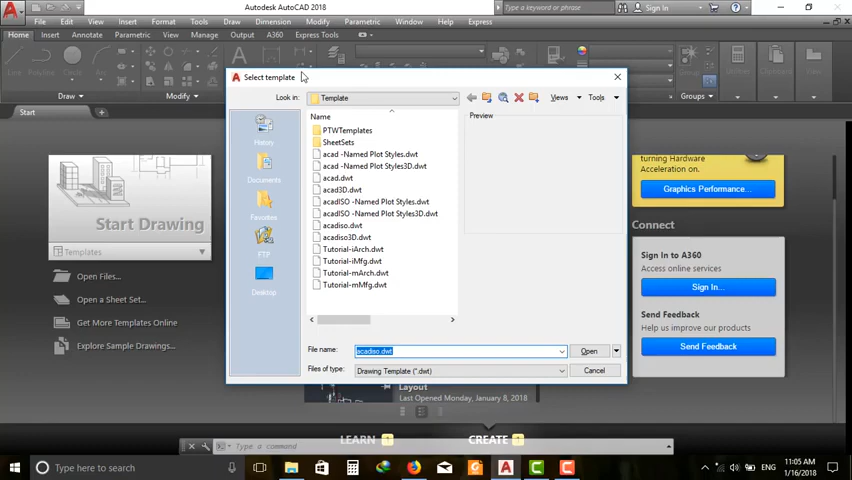 Autodesk AutoCAD 2018
Type a keyword or phrase
Sign In
File Edit View Insert Format Tools Draw Dimension Modify Parametric Window Help Express
Home Insert Annotate Parametric View Manage Output A360 Express Tools
Line Polyline Circle
Draw
Modify
Groups
Start
Select template
Look in: Template
Views Tools
History
Documents
Favorites
FTP
Desktop
Name
PTWTemplates
SheetSets
acad -Named Plot Styles.dwt
acad -Named Plot Styles3D.dwt
acad.dwt
acad3D.dwt
acadISO -Named Plot Styles.dwt
acadISO -Named Plot Styles3D.dwt
acadiso.dwt
acadiso3D.dwt
Tutorial-iArch.dwt
Tutorial-iMfg.dwt
Tutorial-mArch.dwt
Tutorial-mMfg.dwt
Preview
File name: acadiso.dwt Open
Files of type: Drawing Template (*.dwt) Cancel
Start Drawing
Templates
Open Files...
Open a Sheet Set...
Get More Templates Online
Explore Sample Drawings...
turning Hardware
Acceleration on.
Graphics Performance...
Connect
Sign In to A360
Access online services
Sign In...
Send Feedback
Help us improve our products
Send Feedback
Layout
Last Opened Monday, January 8, 2018
LEARN CREATE
Type a command
Type here to search
ENG
11:05 AM
1/16/2018